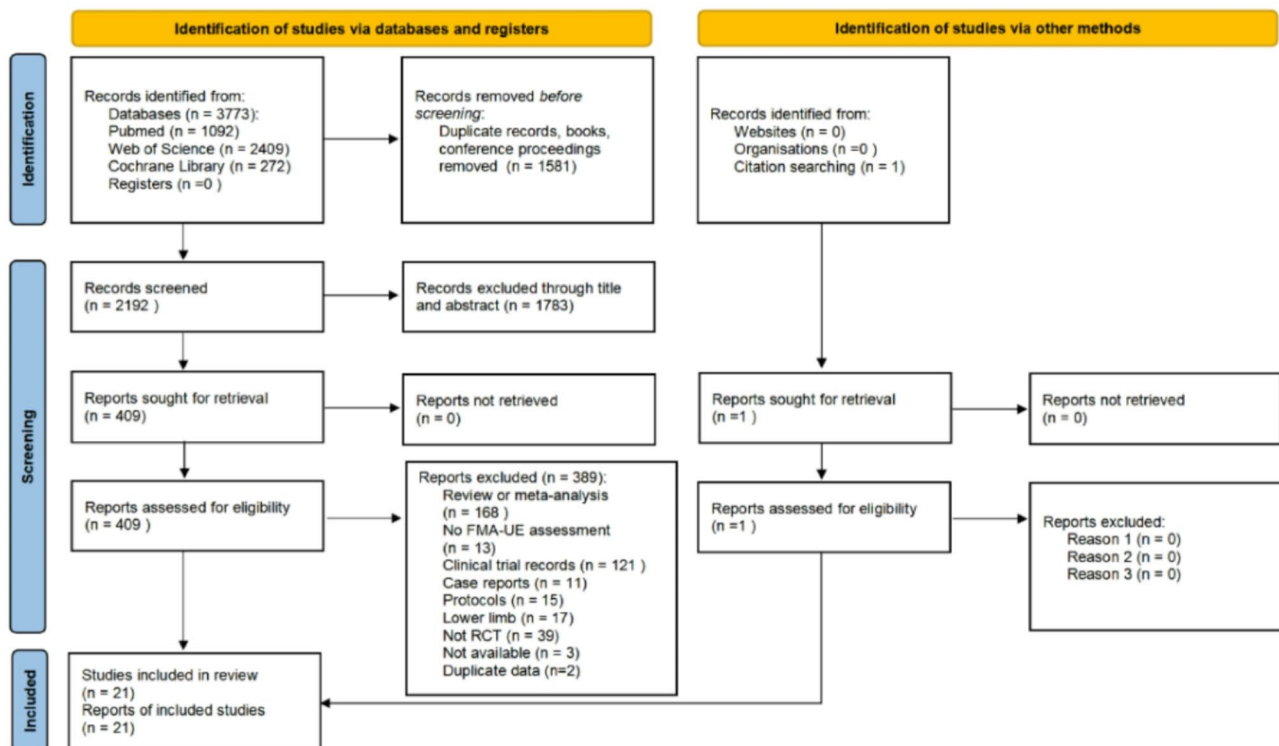 Identification of studies via databases and registers
Identification of studies via other methods
Identification
Records identified from:
Databases (n = 3773):
Pubmed (n = 1092)
Web of Science (n = 2409)
Cochrane Library (n = 272)
Registers (n =0 )
Records removed before
screening:
Duplicate records, books,
conference proceedings
removed (n = 1581)
Records identified from:
Websites (n = 0)
Organisations (n =0 )
Citation searching (n = 1)
Screening
Records screened
(n = 2192 )
Records excluded through title
and abstract (n = 1783)
Reports sought for retrieval
(n = 409)
Reports not retrieved
(n = 0)
Reports sought for retrieval
(n =1 )
Reports not retrieved
(n = 0)
Reports assessed for eligibility
(n = 409 )
Reports excluded (n = 389):
Review or meta-analysis
(n = 168 )
No FMA-UE assessment
(n = 13)
Clinical trial records (n = 121 )
Case reports (n = 11)
Protocols (n = 15)
Lower limb (n = 17)
Not RCT (n = 39)
Not available (n = 3)
Duplicate data (n=2)
Reports assessed for eligibility
(n =1 )
Reports excluded:
Reason 1 (n = 0)
Reason 2 (n = 0)
Reason 3 (n = 0)
Included
Studies included in review
(n = 21)
Reports of included studies
(n = 21)